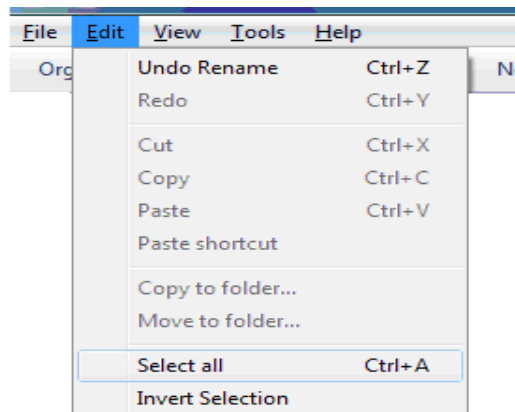 File Edit View Tools Help
Org
N
Undo Rename Ctrl+Z
Redo Ctrl+Y
Cut Ctrl+X
Copy Ctrl+C
Paste Ctrl+V
Paste shortcut
Copy to folder...
Move to folder...
Select all Ctrl+A
Invert Selection